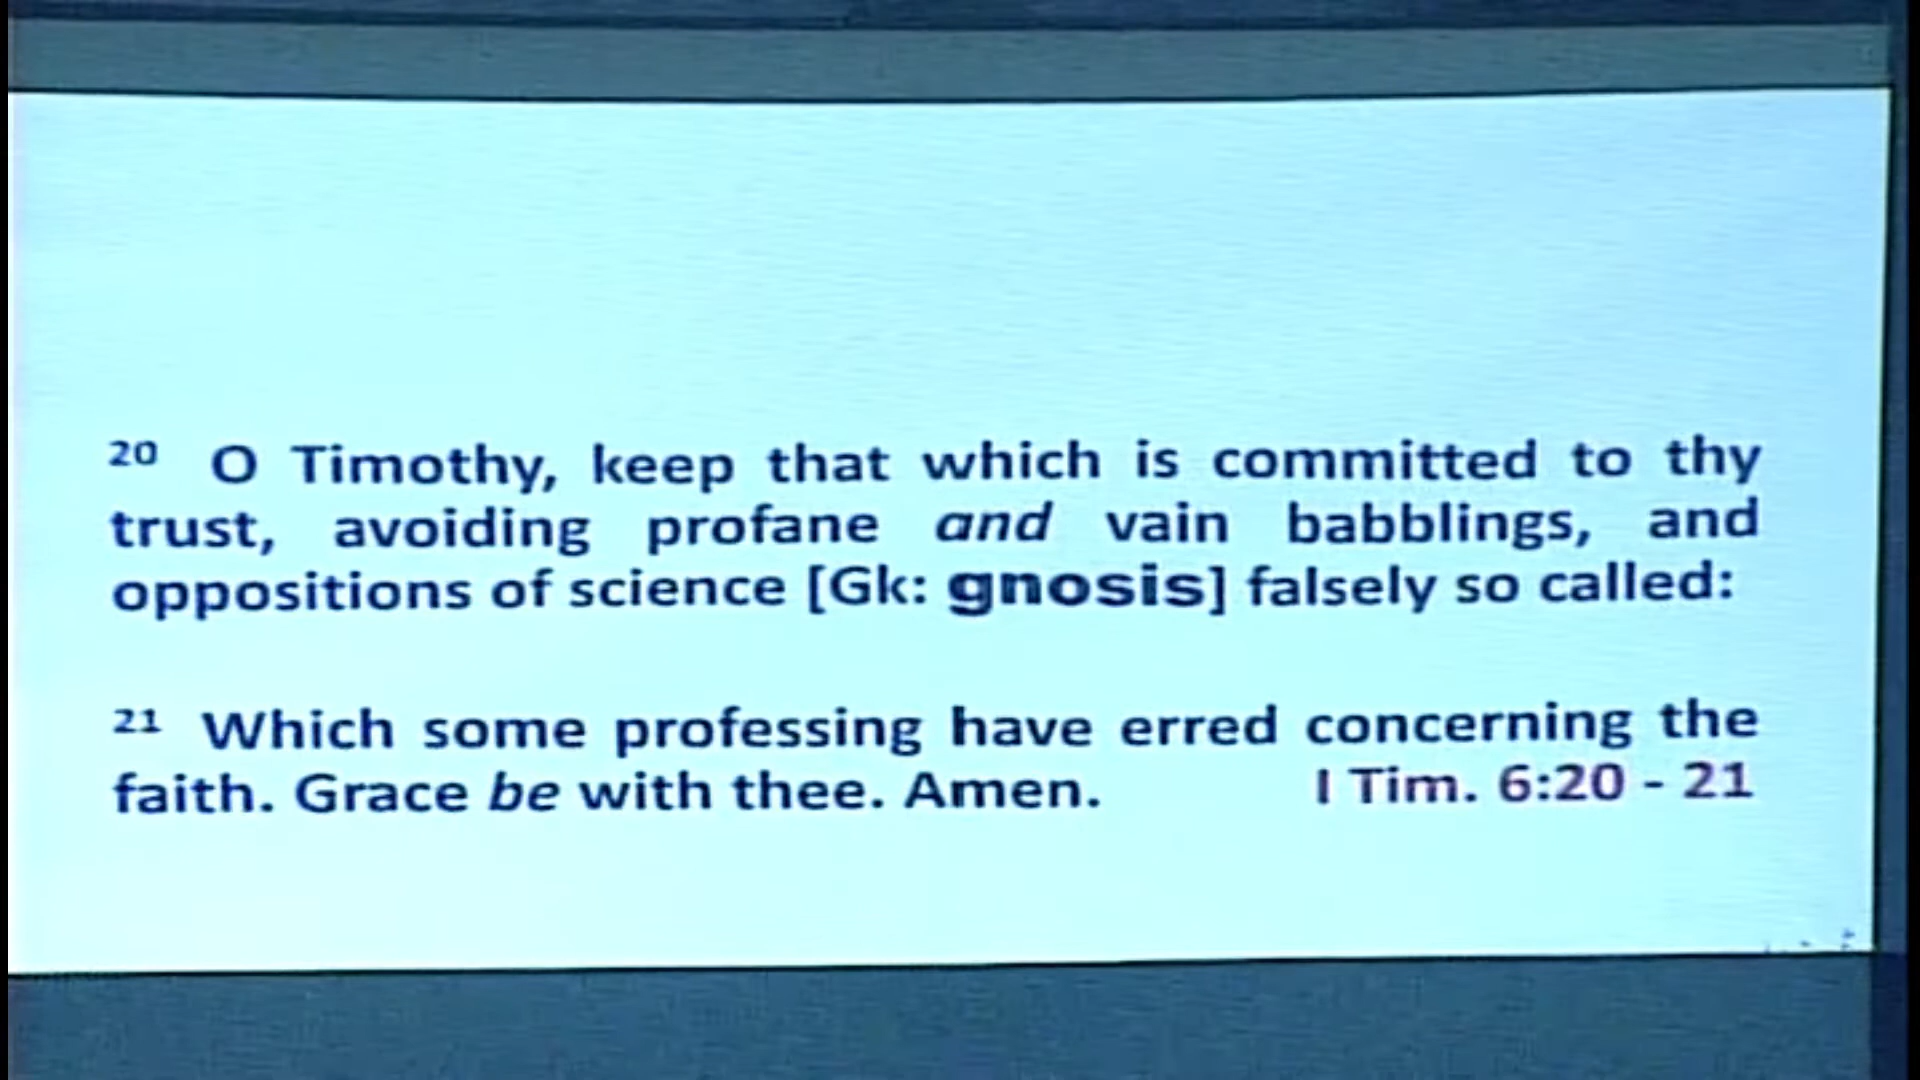 20 O Timothy, keep that which is committed to thy
trust, avoiding profane and vain babblings, and
oppositions of science [Gk: gnosis] falsely so called:
21 Which some professing have erred concerning the
faith. Grace be with thee. Amen. I Tim. 6:20 - 21